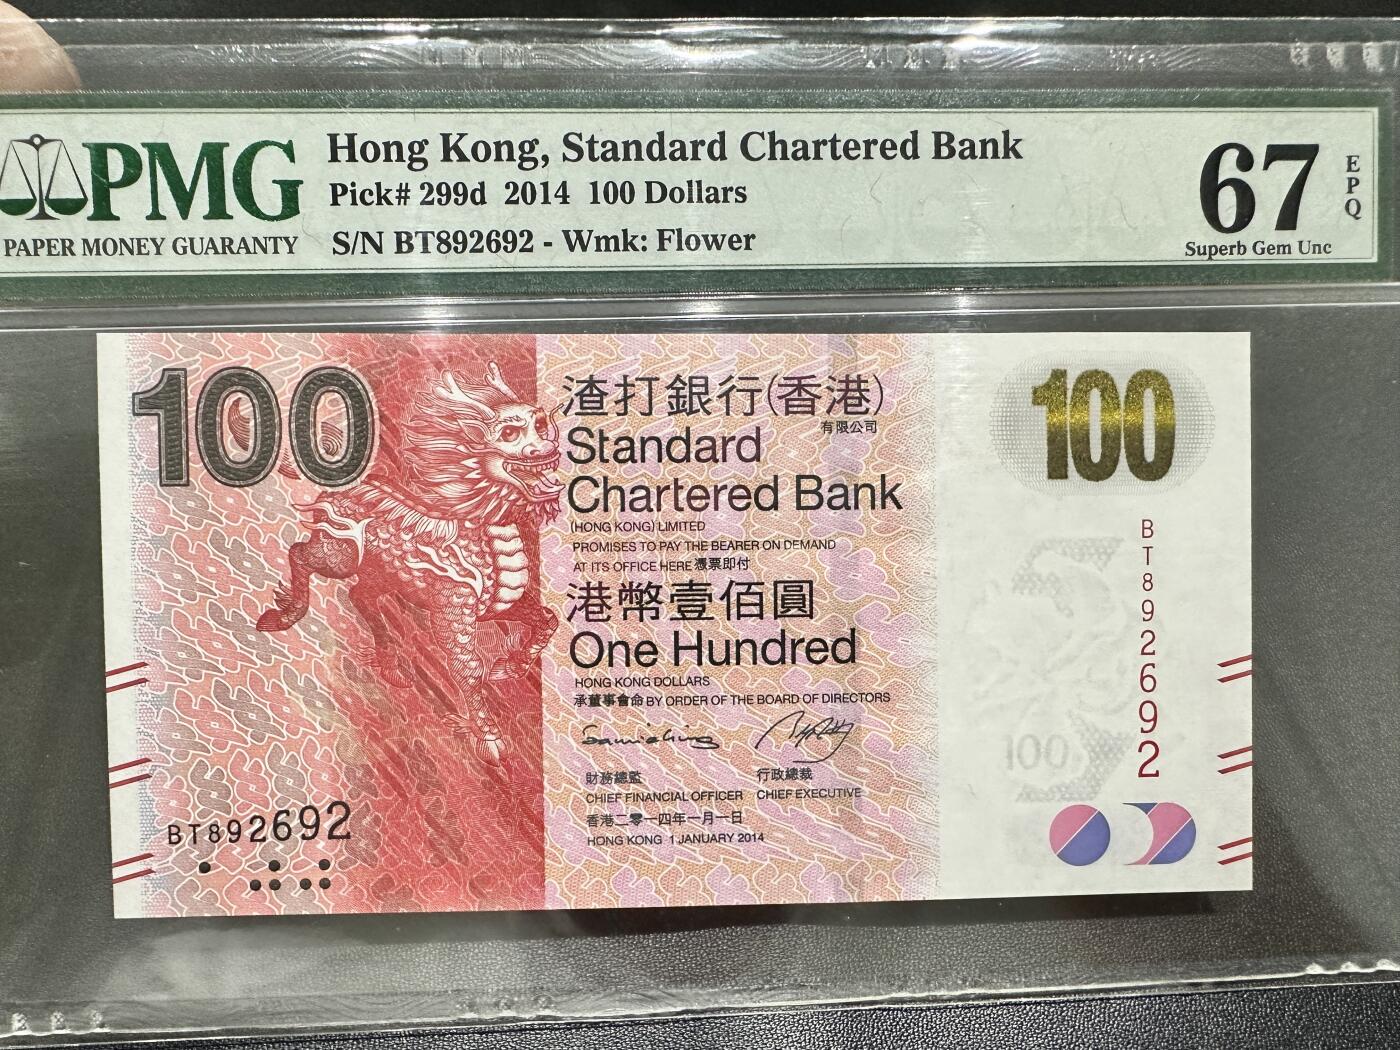 PMG
PAPER MONEY GUARANTY
Hong Kong, Standard Chartered Bank
Pick# 299d 2014 100 Dollars
S/N BT892692 - Wmk: Flower
67
EPQ
Superb Gem Unc
100
渣打銀行(香港)
有限公司
Standard
Chartered Bank
(HONG KONG) LIMITED
PROMISES TO PAY THE BEARER ON DEMAND
AT ITS OFFICE HERE 憑票即付
港幣壹佰圓
One Hundred
HONG KONG DOLLARS
承董事會命 BY ORDER OF THE BOARD OF DIRECTORS
財務總監 行政總裁
CHIEF FINANCIAL OFFICER CHIEF EXECUTIVE
香港二零一四年一月一日
HONG KONG 1 JANUARY 2014
BT892692
100
BT892692
100